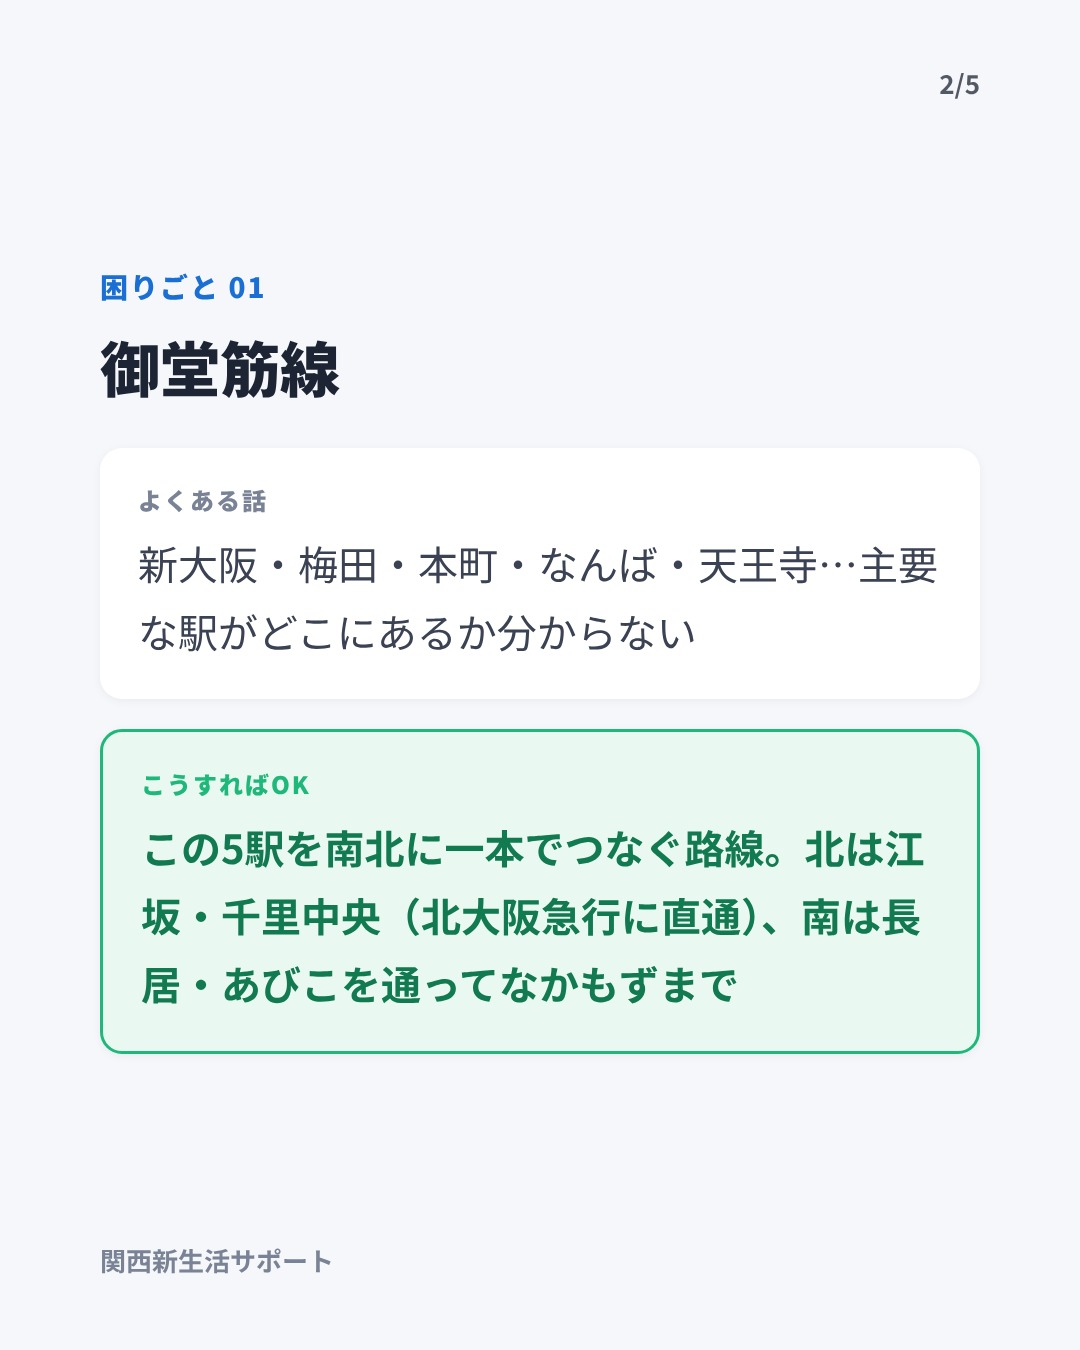 2/5
困りごと 01
御堂筋線
よくある話
新大阪・梅田・本町・なんば・天王寺…主要
な駅がどこにあるか分からない
こうすればOK
この5駅を南北に一本でつなぐ路線。北は江
坂・千里中央（北大阪急行に直通）、南は長
居・あびこを通ってなかもずまで
関西新生活サポート